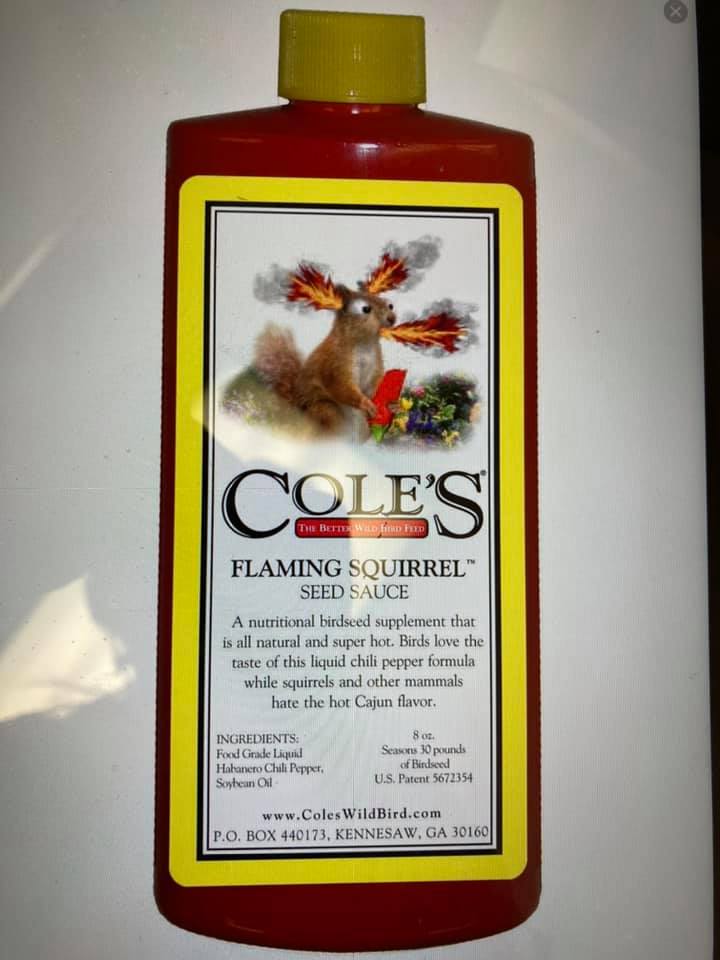 COLE'S®
THE BETTER WILD BIRD FEED
FLAMING SQUIRREL™
SEED SAUCE
A nutritional birdseed supplement that
is all natural and super hot. Birds love the
taste of this liquid chili pepper formula
while squirrels and other mammals
hate the hot Cajun flavor.
INGREDIENTS:
Food Grade Liquid
Habanero Chili Pepper,
Soybean Oil
8 oz.
Seasons 30 pounds
of Birdseed
U.S. Patent 5672354
www.ColesWildBird.com
P.O. BOX 440173, KENNESAW, GA 30160